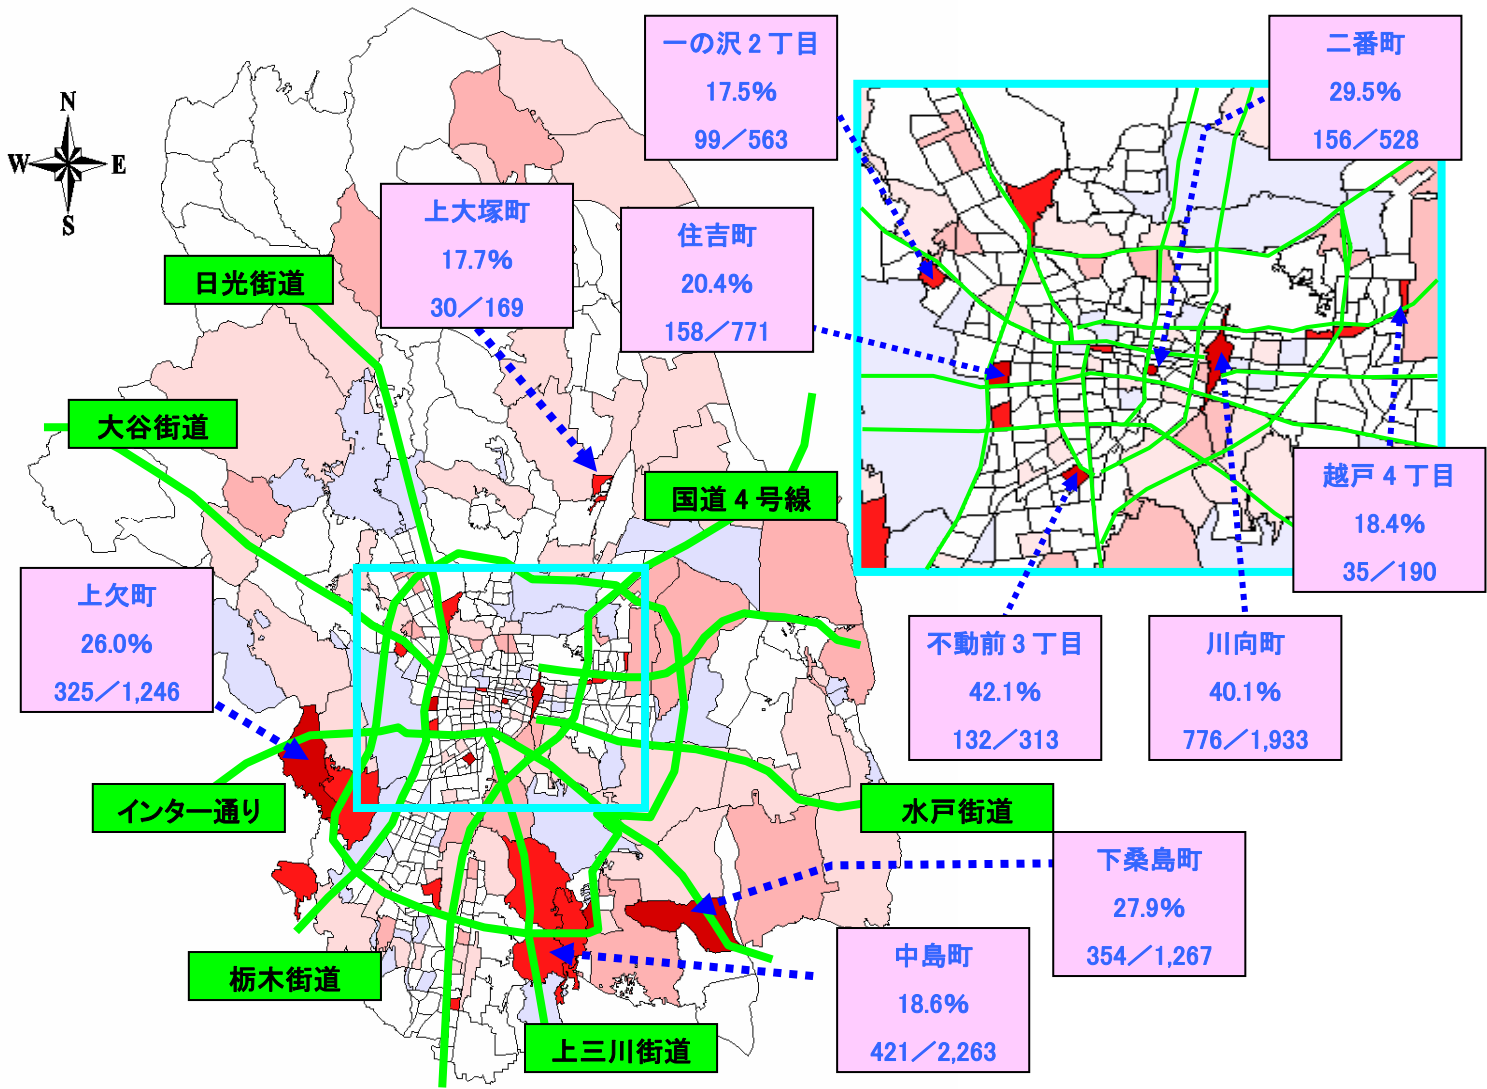 一の沢２丁目
17.5%
99／563
二番町
29.5%
156／528
N
W
E
S
上大塚町
17.7%
30／169
住吉町
20.4%
158／771
日光街道
大谷街道
国道４号線
越戸４丁目
18.4%
35／190
上欠町
26.0%
325／1,246
不動前３丁目
42.1%
132／313
川向町
40.1%
776／1,933
インター通り
水戸街道
下桑島町
27.9%
354／1,267
中島町
18.6%
421／2,263
栃木街道
上三川街道